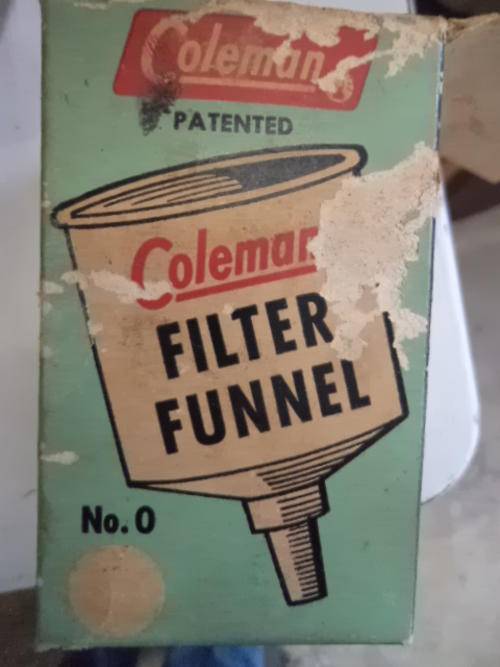 Coleman®
PATENTED
Coleman
FILTER
FUNNEL
No. 0